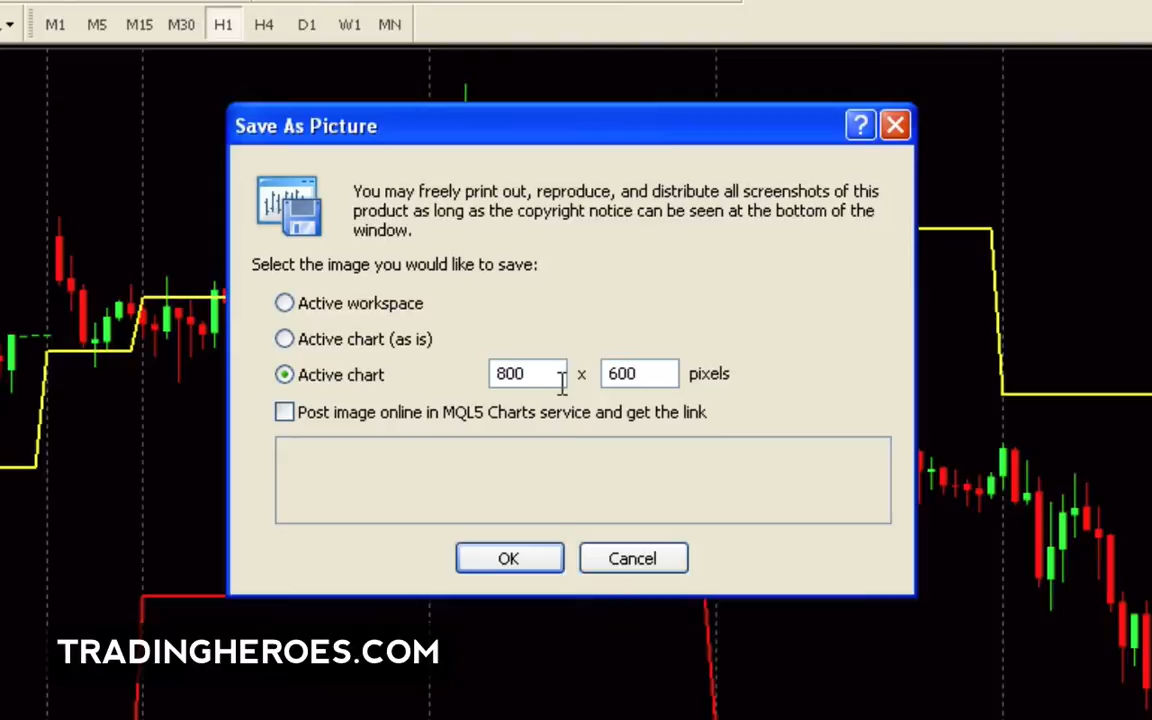 M1 M5 M15 M30 H1 H4 D1 W1 MN
Save As Picture
You may freely print out, reproduce, and distribute all screenshots of this
product as long as the copyright notice can be seen at the bottom of the
window.
Select the image you would like to save:
Active workspace
Active chart (as is)
Active chart 800 x 600 pixels
Post image online in MQL5 Charts service and get the link
OK Cancel
TRADINGHEROES.COM